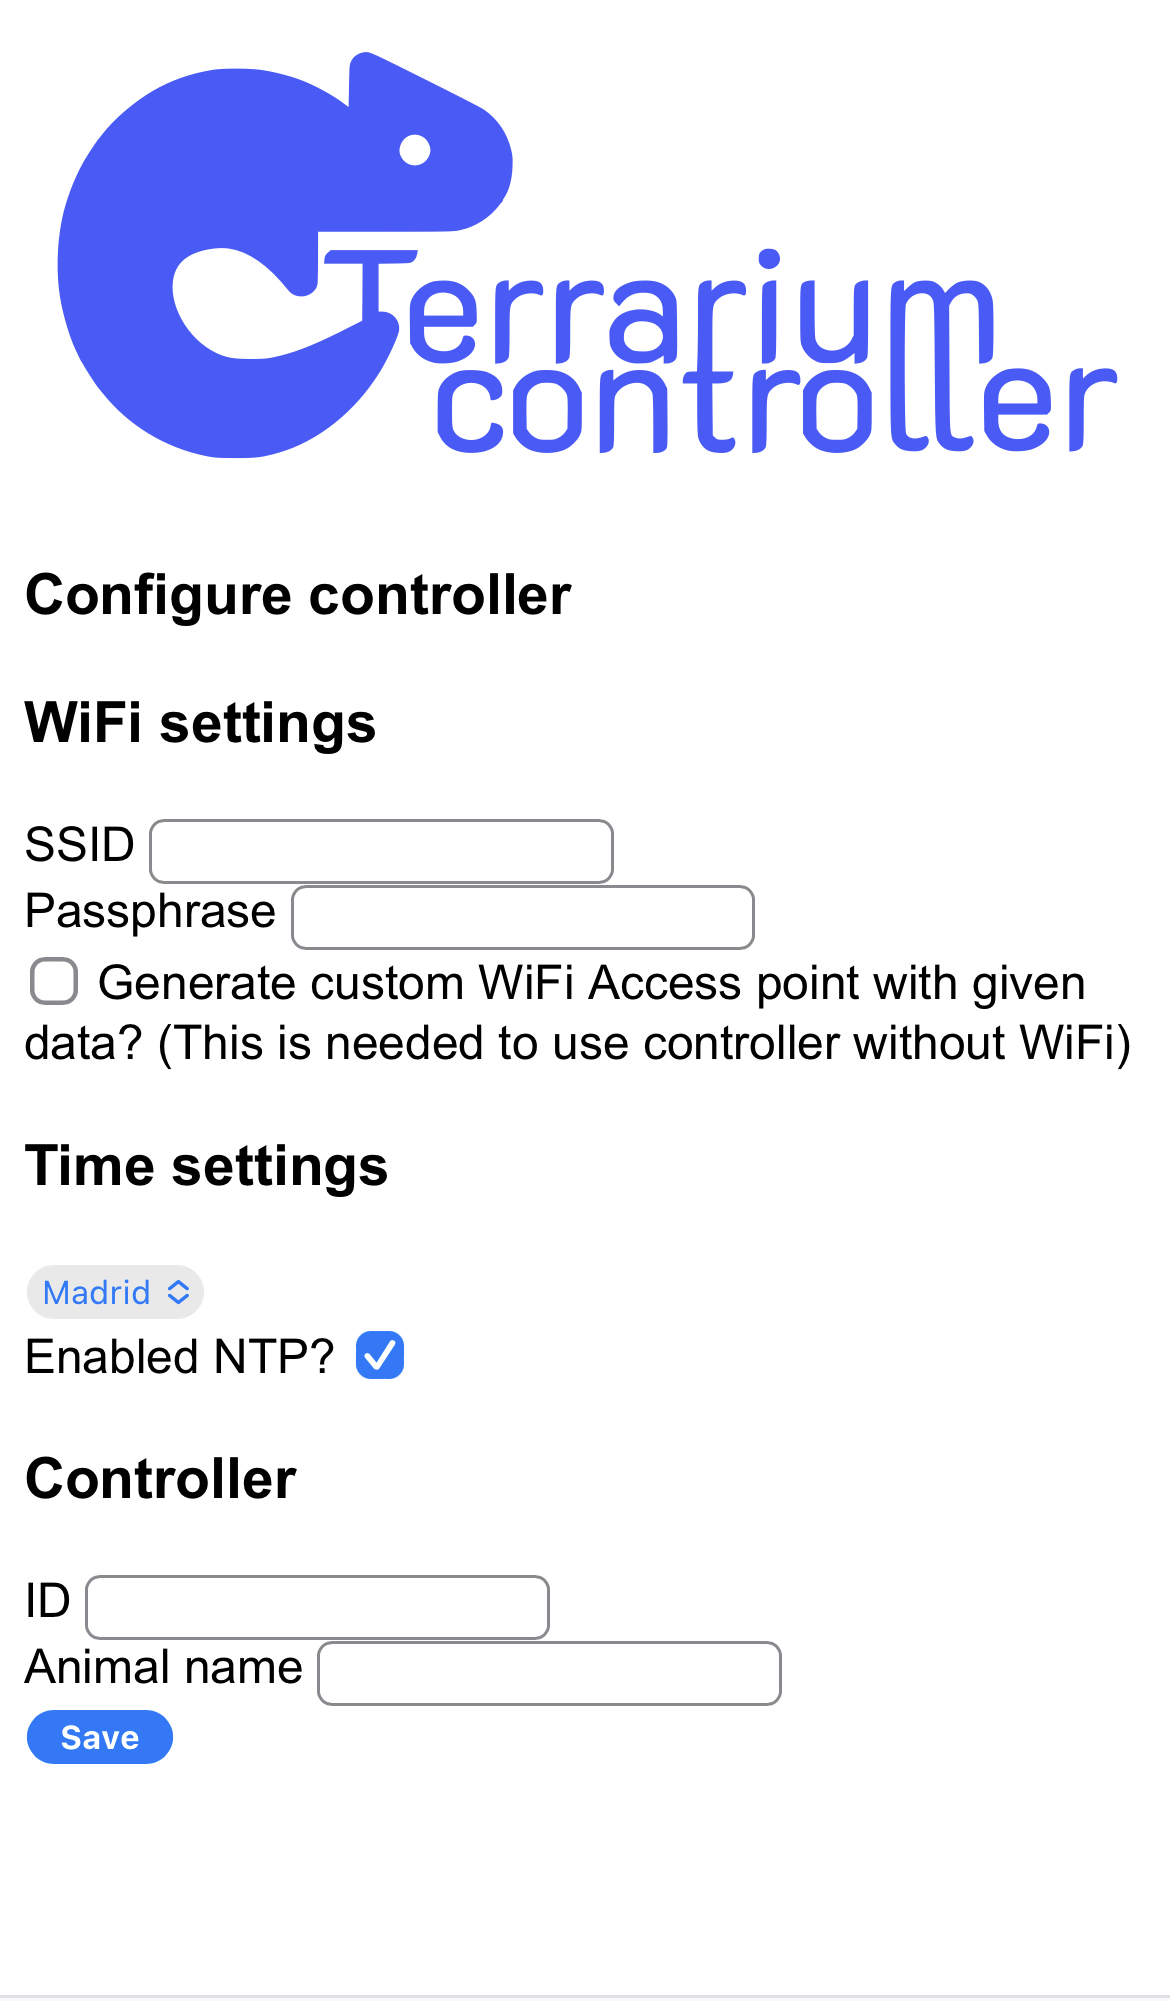 Terrarium
controller
Configure controller
WiFi settings
SSID
Passphrase
Generate custom WiFi Access point with given
data? (This is needed to use controller without WiFi)
Time settings
Madrid
Enabled NTP?
Controller
ID
Animal name
Save